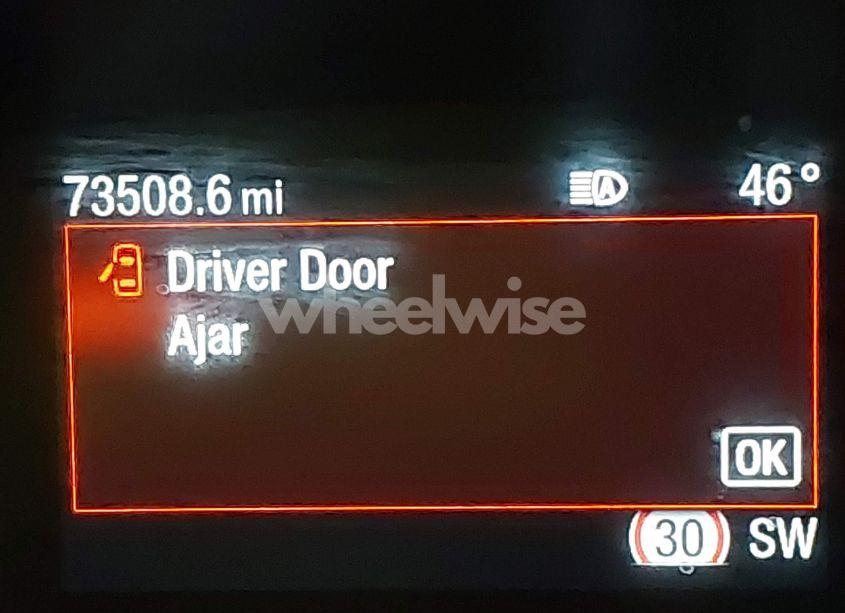 73508.6 mi A 46°
Driver Door
Ajar
wheelwise
OK
30 SW